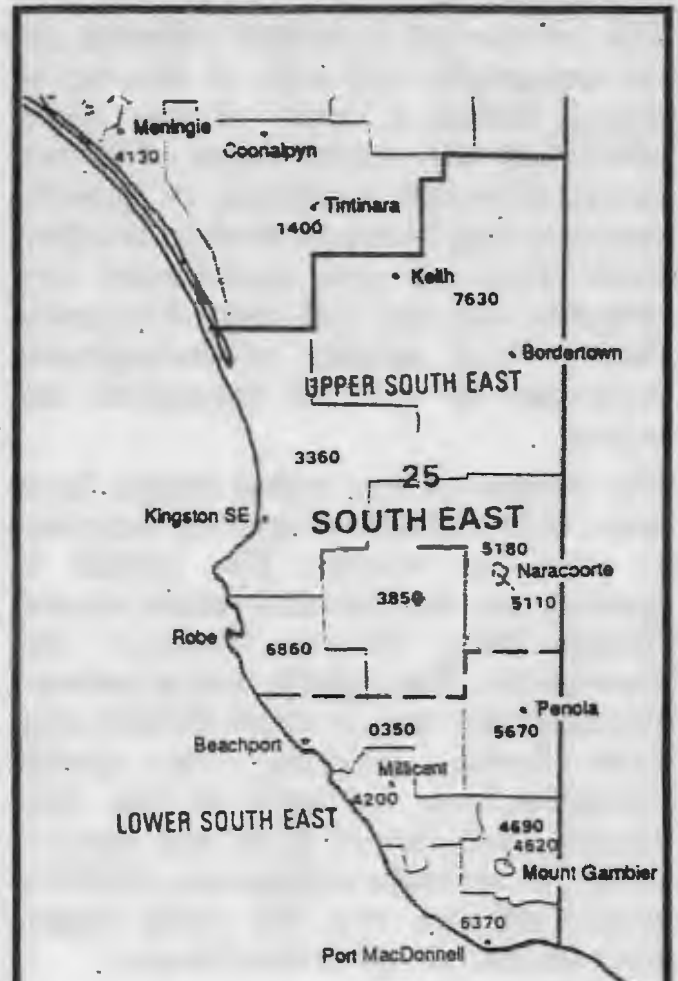 Meningie
4130
Coonalpyn
Tintinara
1400
Keith
7630
Bordertown
UPPER SOUTH EAST
3360
25
Kingston SE
SOUTH EAST
5180
Naracoorte
3850
5110
Robe
6860
Penola
0350
5670
Beachport
Millicent
4200
LOWER SOUTH EAST
4690
4620
Mount Gambier
Port MacDonnell